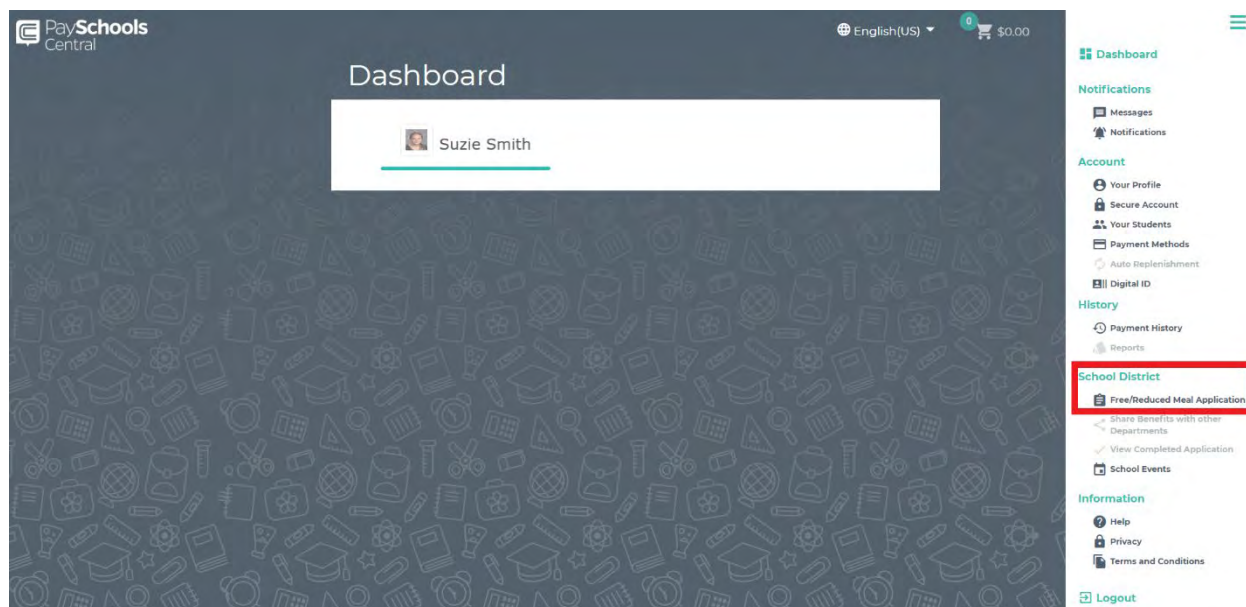 PaySchools
Central
English(US)
0
$0.00
Dashboard
Suzie Smith
Dashboard
Notifications
Messages
Notifications
Account
Your Profile
Secure Account
Your Students
Payment Methods
Auto Replenishment
Digital ID
History
Payment History
Reports
School District
Free/Reduced Meal Application
Share Benefits with other
Departments
View Completed Application
School Events
Information
Help
Privacy
Terms and Conditions
Logout